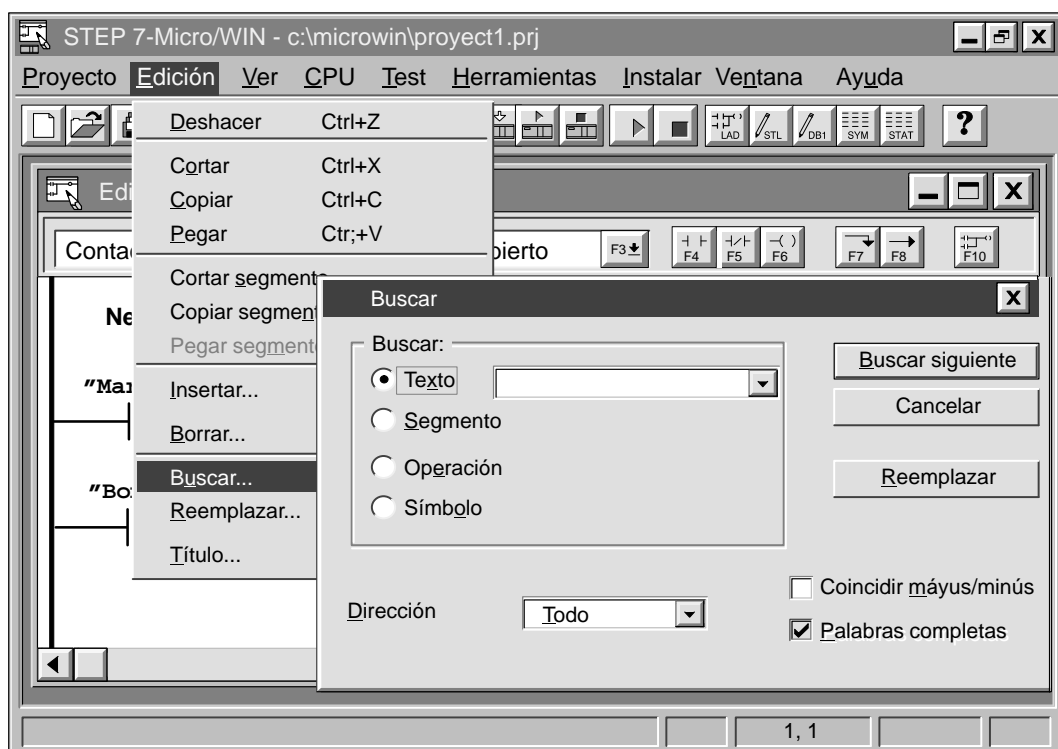 STEP 7-Micro/WIN - c:\microwin\proyect1.prj
Proyecto Edición Ver CPU Test Herramientas Instalar Ventana Ayuda
LAD STL DB1 SYM STAT ?
Deshacer Ctrl+Z
Cortar Ctrl+X
Copiar Ctrl+C
Pegar Ctr;+V
Cortar segmento
Copiar segment
Pegar segmento
Insertar...
Borrar...
Buscar...
Reemplazar...
Título...
Edi
Conta bierto F3 F4 F5 F6 F7 F8 F10
Ne
"Mar
"Bo
Buscar
Buscar:
Texto
Segmento
Operación
Símbolo
Buscar siguiente
Cancelar
Reemplazar
Dirección Todo
Coincidir máyus/minús
Palabras completas
1, 1